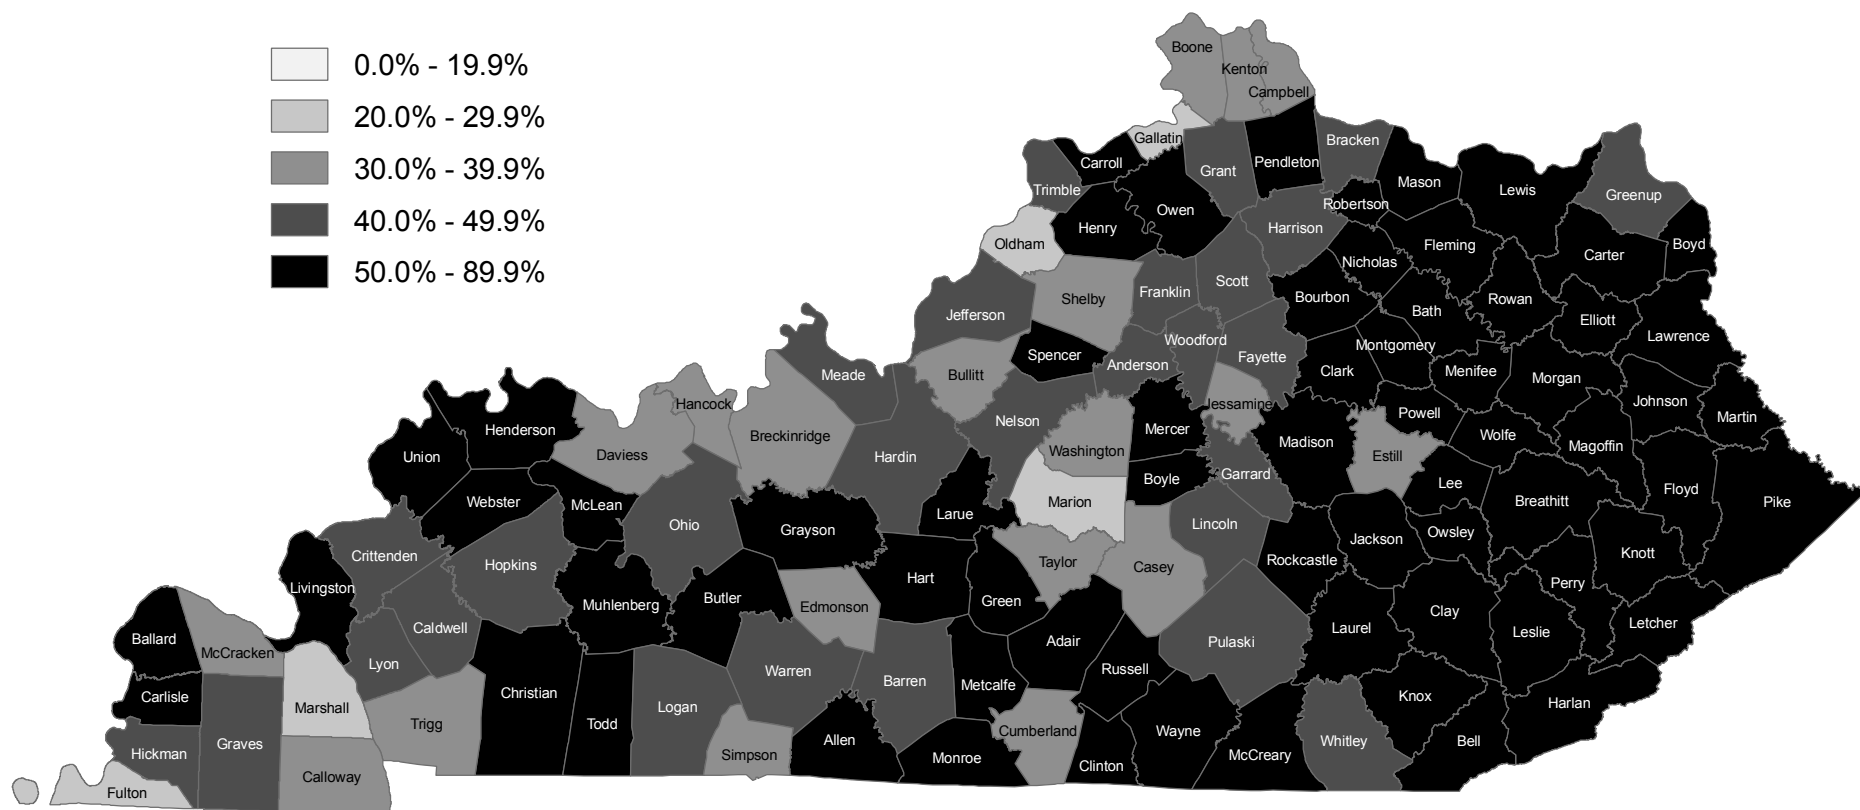 0.0% - 19.9%
20.0% - 29.9%
30.0% - 39.9%
40.0% - 49.9%
50.0% - 89.9%
Boone
Kenton
Campbell
Gallatin
Bracken
Carroll
Pendleton
Grant
Mason
Lewis
Trimble
Greenup
Robertson
Owen
Henry
Harrison
Oldham
Fleming
Boyd
Carter
Nicholas
Scott
Franklin
Shelby
Bourbon
Rowan
Bath
Jefferson
Elliott
Lawrence
Woodford
Montgomery
Spencer
Fayette
Anderson
Clark
Menifee
Meade
Bullitt
Morgan
Hancock
Jessamine
Johnson
Powell
Martin
Nelson
Henderson
Mercer
Breckinridge
Wolfe
Madison
Magoffin
Washington
Daviess
Union
Hardin
Estill
Garrard
Boyle
Lee
Floyd
Webster
Marion
Breathitt
Pike
McLean
Larue
Ohio
Lincoln
Grayson
Owsley
Jackson
Knott
Crittenden
Rockcastle
Hopkins
Taylor
Casey
Hart
Perry
Livingston
Butler
Green
Muhlenberg
Edmonson
Clay
Letcher
Caldwell
Laurel
Leslie
Ballard
Adair
Pulaski
McCracken
Lyon
Russell
Warren
Barren
Metcalfe
Christian
Carlisle
Knox
Harlan
Logan
Marshall
Trigg
Todd
Cumberland
Wayne
Allen
Whitley
Bell
Graves
Hickman
Simpson
McCreary
Monroe
Clinton
Calloway
Fulton